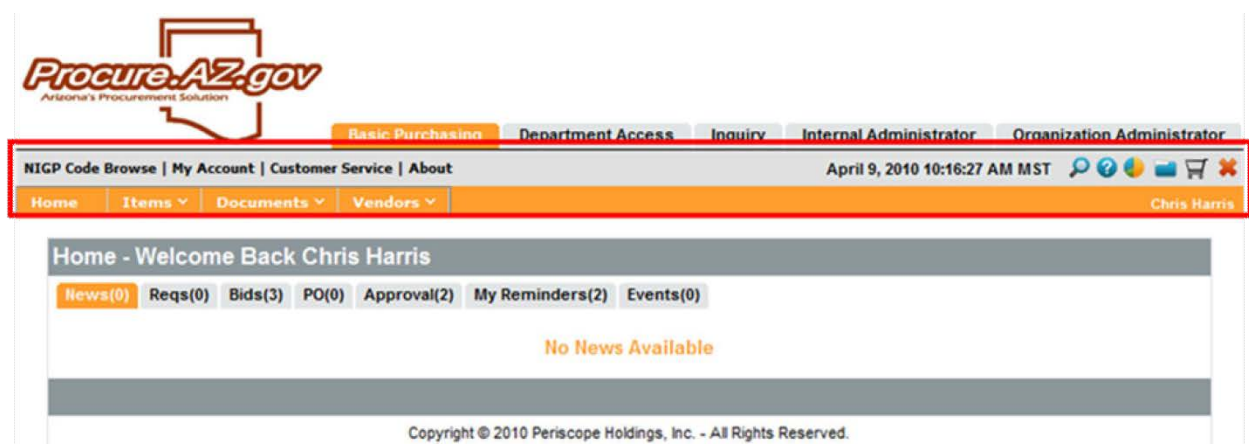 Procure.AZ.gov
Arizona's Procurement Solution
Basic Purchasing Department Access Inquiry Internal Administrator Organization Administrator
NIGP Code Browse | My Account | Customer Service | About April 9, 2010 10:16:27 AM MST
Home Items Documents Vendors Chris Harris
Home - Welcome Back Chris Harris
News(0) Reqs(0) Bids(3) PO(0) Approval(2) My Reminders(2) Events(0)
No News Available
Copyright © 2010 Periscope Holdings, Inc. - All Rights Reserved.